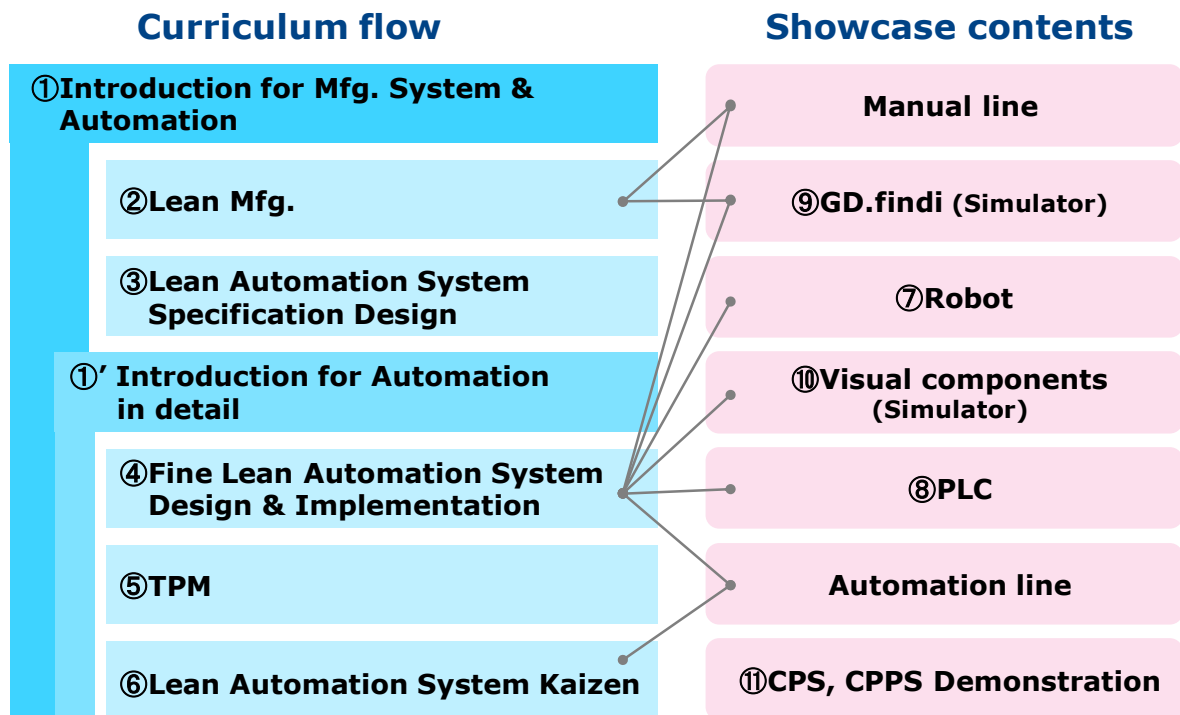 Curriculum flow
①Introduction for Mfg. System &
Automation
②Lean Mfg.
③Lean Automation System
Specification Design
①’ Introduction for Automation
in detail
④Fine Lean Automation System
Design & Implementation
⑤TPM
⑥Lean Automation System Kaizen
Showcase contents
Manual line
⑨GD.findi (Simulator)
⑦Robot
⑩Visual components
(Simulator)
⑧PLC
Automation line
⑪CPS, CPPS Demonstration